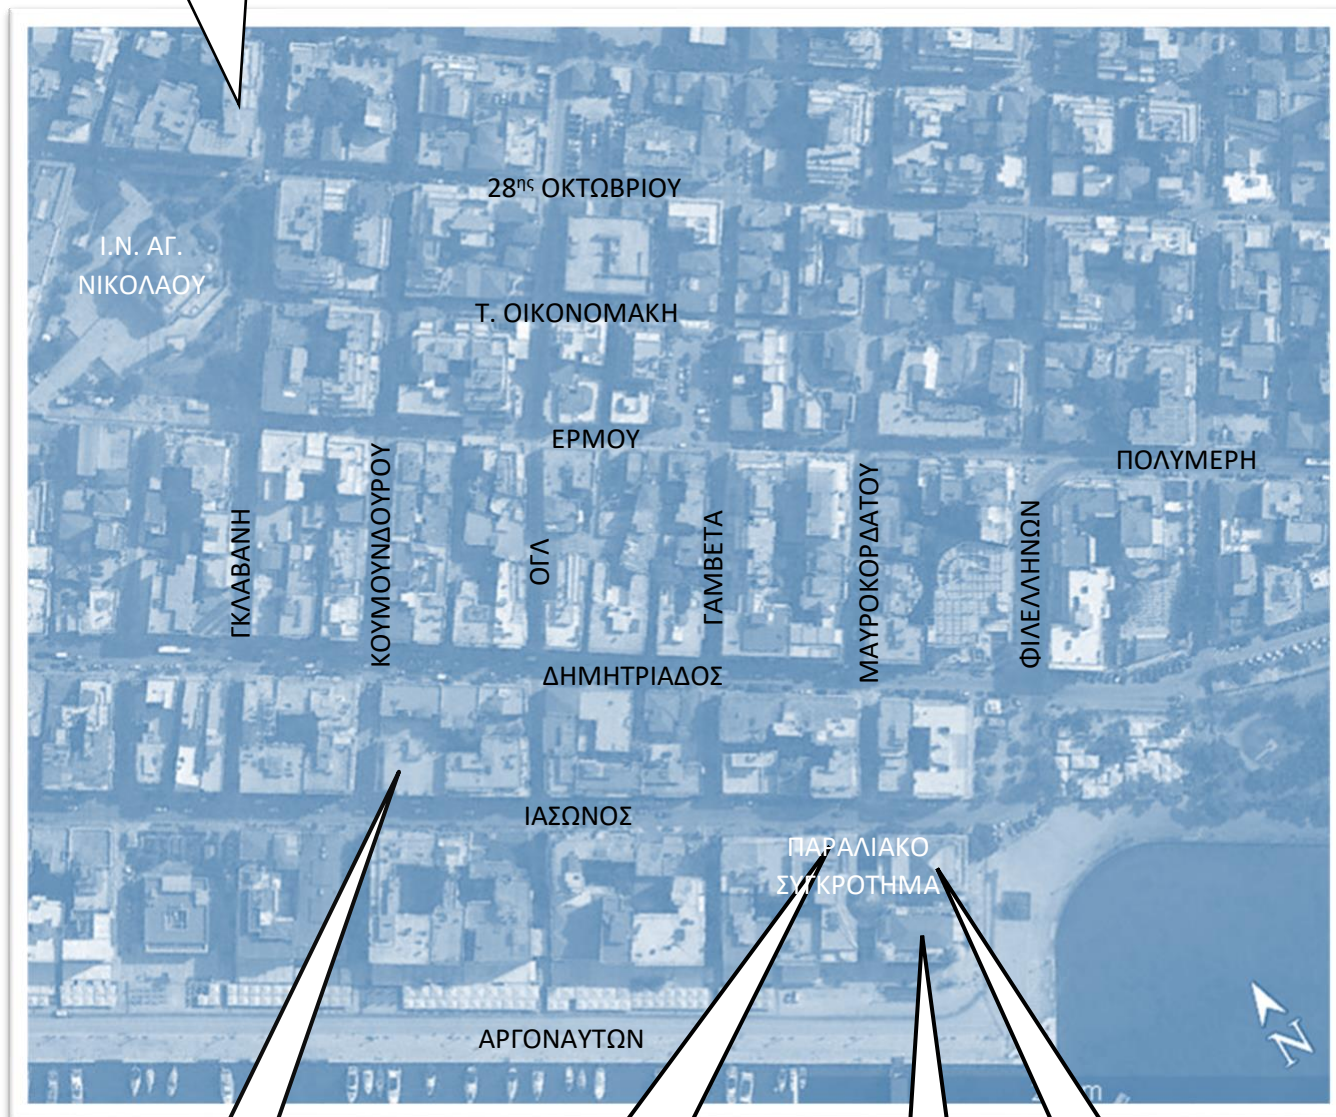 28ης ΟΚΤΩΒΡΙΟΥ
Ι.Ν. ΑΓ.
ΝΙΚΟΛΑΟΥ
Τ. ΟΙΚΟΝΟΜΑΚΗ
ΕΡΜΟΥ
ΠΟΛΥΜΕΡΗ
ΓΚΛΑΒΑΝΗ
ΚΟΥΜΟΥΝΔΟΥΡΟΥ
ΟΓΛ
ΓΑΜΒΕΤΑ
ΜΑΥΡΟΚΟΡΔΑΤΟΥ
ΦΙΛΕΛΛΗΝΩΝ
ΔΗΜΗΤΡΙΑΔΟΣ
ΙΑΣΩΝΟΣ
ΠΑΡΑΛΙΑΚΟ
ΣΥΓΚΡΟΤΗΜΑ
ΑΡΓΟΝΑΥΤΩΝ
N